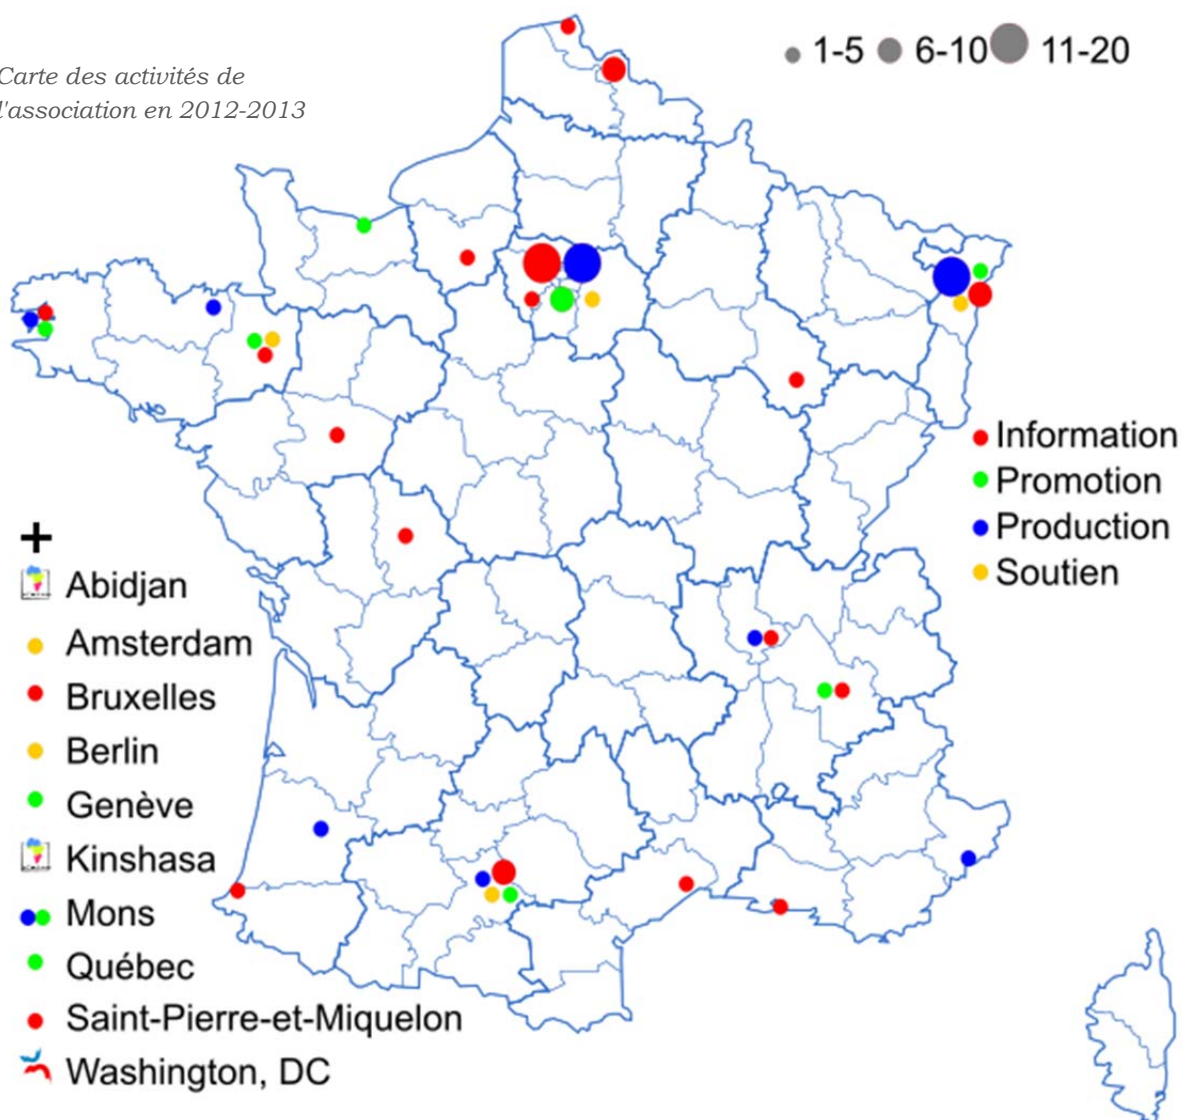 1-5 6-10 11-20
Carte des activités de
l'association en 2012-2013
Information
Promotion
Production
Soutien
+
Abidjan
Amsterdam
Bruxelles
Berlin
Genève
Kinshasa
Mons
Québec
Saint-Pierre-et-Miquelon
Washington, DC